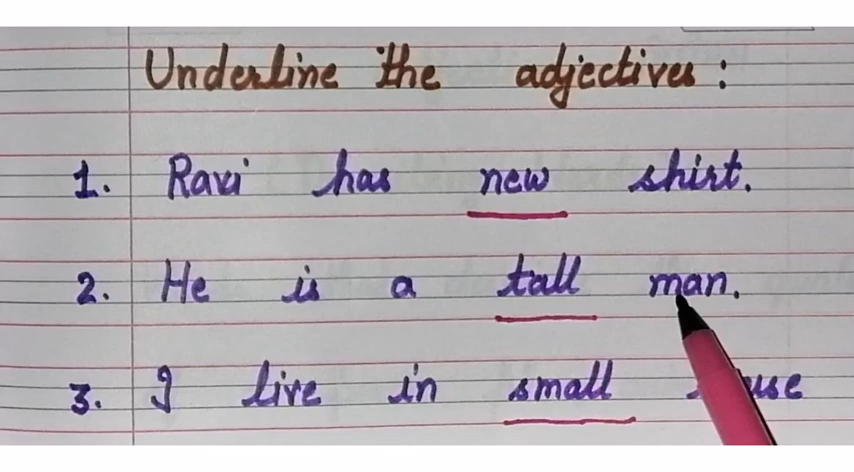 Underline the adjectives:
1. Ravi has new shirt.
2. He is a tall man.
3. I live in small